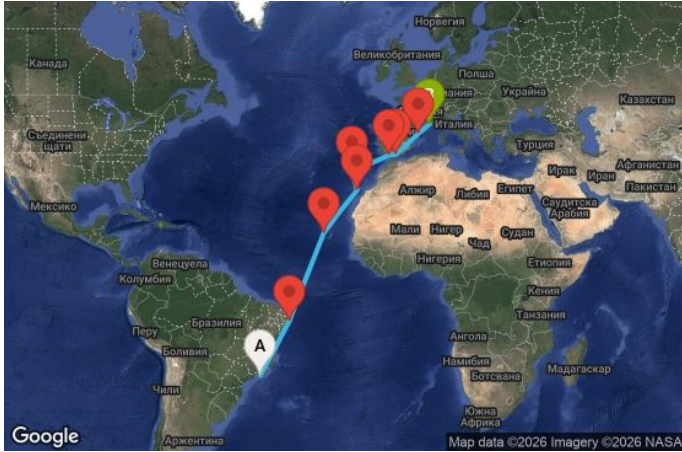 Норвегия
Канада
Великобритания
Полша
Украйна
Казахстан
Италия
Съединени
щати
Турция
Ирак
Афганистан
Иран
Пакистан
Алжир
Либия
Египет
Саудитска
Арабия
Мексико
Мали
Нигер
Чад
Судан
Венецуела
Колумбия
Нигерия
Етиопия
Кения
Танзания
Перу
Бразилия
Боливия
A
Ангола
Намибия
Ботсвана
Мадагаскар
Чили
Южна
Африка
Аржентина
Google
Map data ©2026 Imagery ©2026 NASA